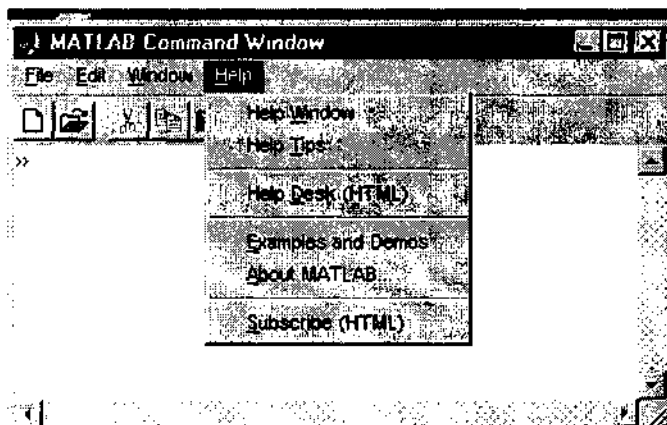 MATLAB Command Window
File Edit Window Help
Help Window
Help Tips
»
Help Desk (HTML)
Examples and Demos
About MATLAB...
Subscribe (HTML)